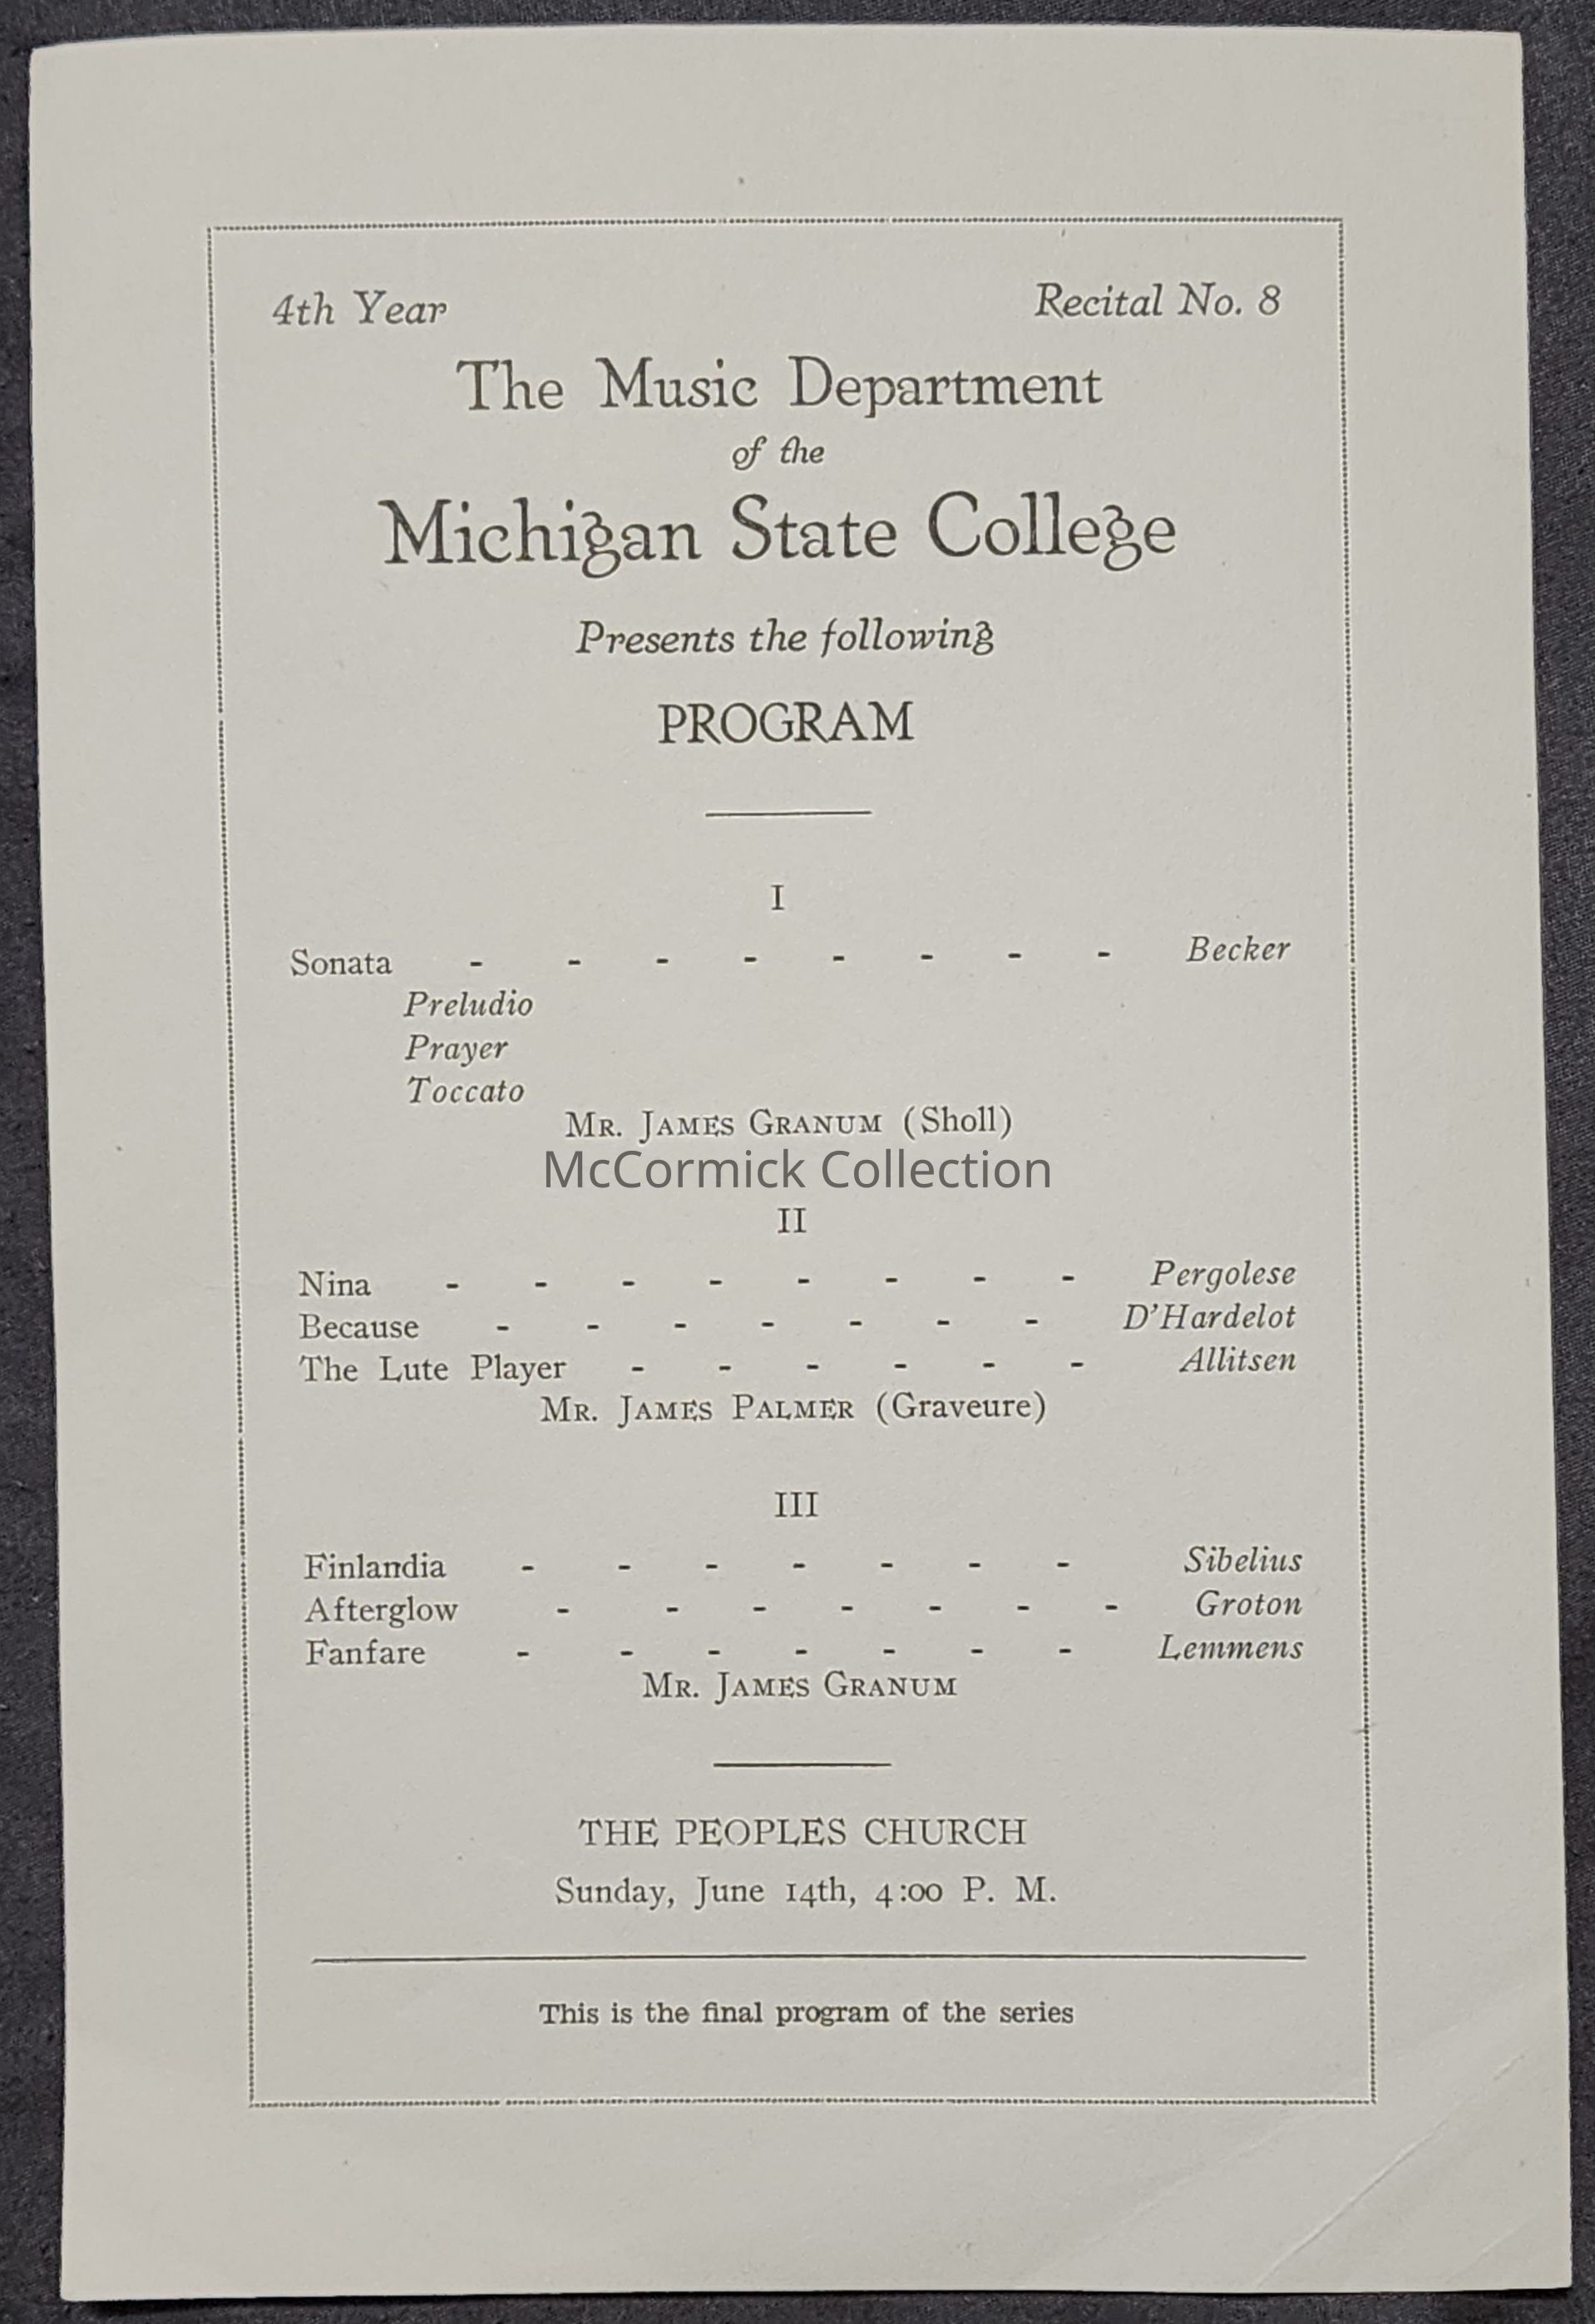 4th Year Recital No. 8
The Music Department
of the
Michigan State College
Presents the following
PROGRAM
I
Sonata - - - - - - - - Becker
Preludio
Prayer
Toccato
MR. JAMES GRANUM (Sholl)
McCormick Collection
II
Nina - - - - - - - - Pergolese
Because - - - - - - - D'Hardelot
The Lute Player - - - - - - Allitsen
MR. JAMES PALMER (Graveure)
III
Finlandia - - - - - - - Sibelius
Afterglow - - - - - - - Groton
Fanfare - - - - - - - Lemmens
MR. JAMES GRANUM
THE PEOPLES CHURCH
Sunday, June 14th, 4:00 P. M.
This is the final program of the series